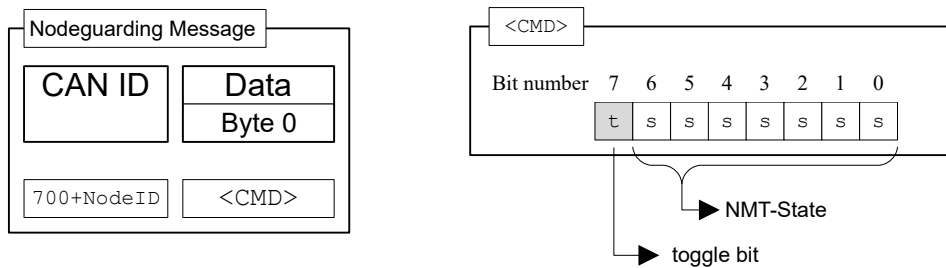 Nodeguarding Message
CAN ID
Data
Byte 0
700+NodeID
<CMD>
<CMD>
Bit number 7 6 5 4 3 2 1 0
t s s s s s s s
NMT-State
toggle bit